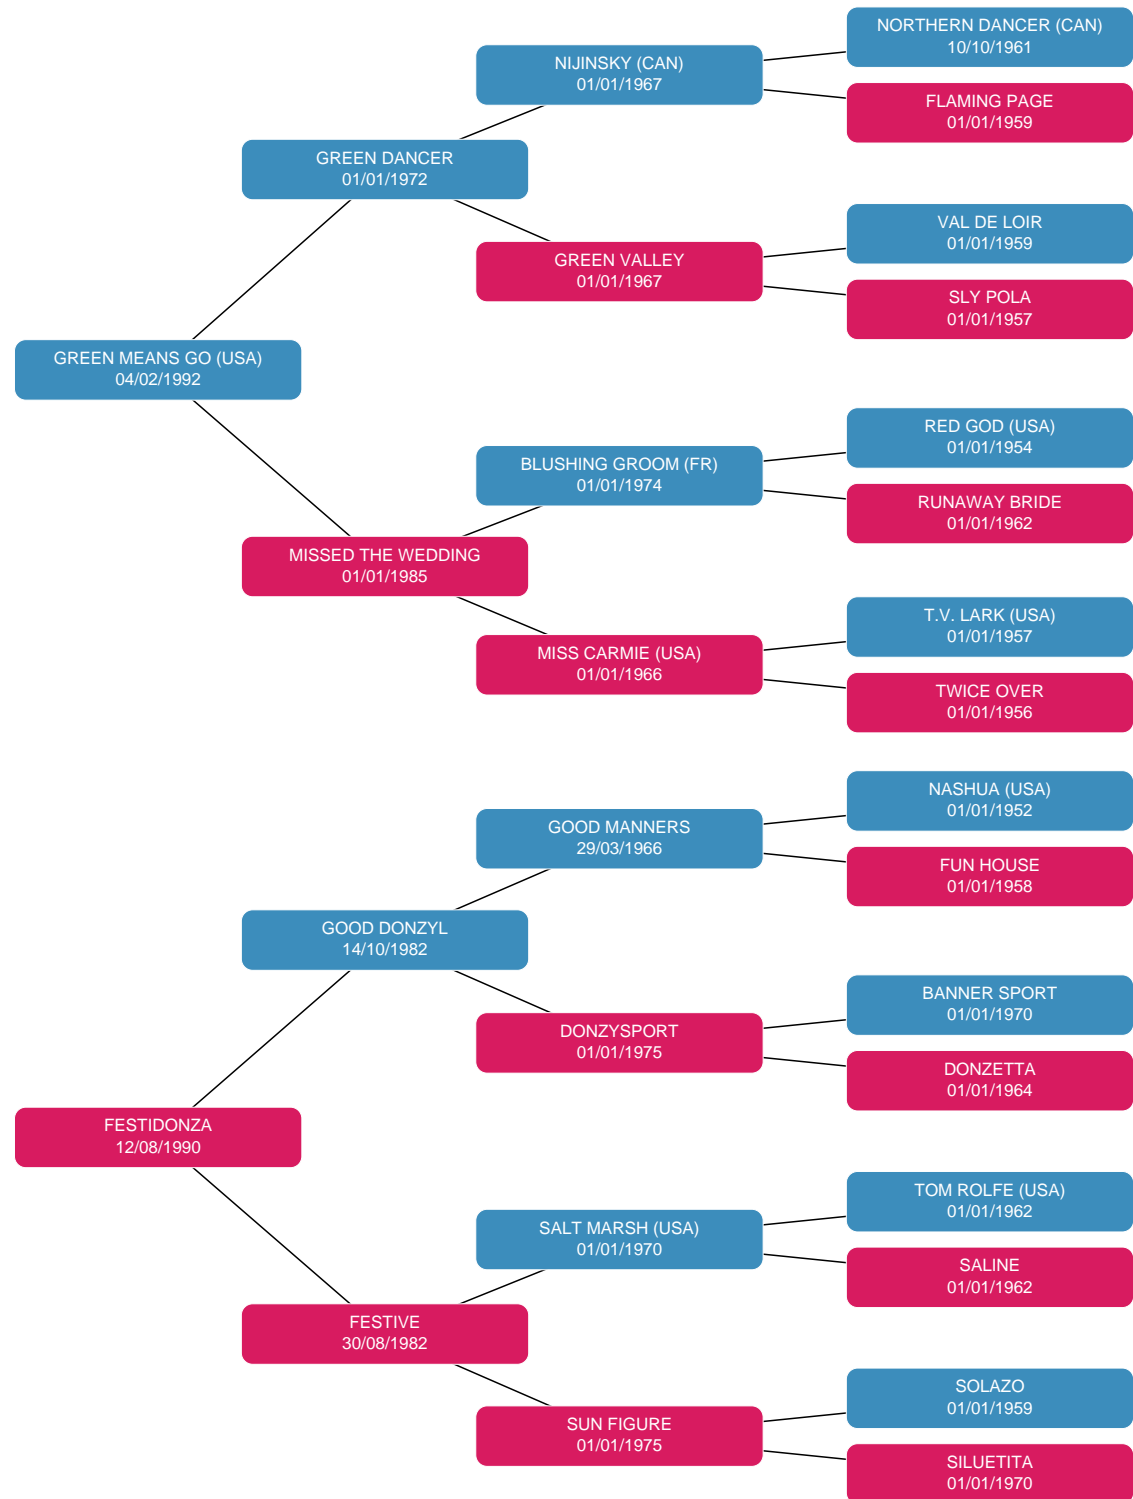 NORTHERN DANCER (CAN)
10/10/1961
NIJINSKY (CAN)
01/01/1967
FLAMING PAGE
01/01/1959
GREEN DANCER
01/01/1972
VAL DE LOIR
01/01/1959
GREEN VALLEY
01/01/1967
SLY POLA
01/01/1957
GREEN MEANS GO (USA)
04/02/1992
RED GOD (USA)
01/01/1954
BLUSHING GROOM (FR)
01/01/1974
RUNAWAY BRIDE
01/01/1962
MISSED THE WEDDING
01/01/1985
T.V. LARK (USA)
01/01/1957
MISS CARMIE (USA)
01/01/1966
TWICE OVER
01/01/1956
NASHUA (USA)
01/01/1952
GOOD MANNERS
29/03/1966
FUN HOUSE
01/01/1958
GOOD DONZYL
14/10/1982
BANNER SPORT
01/01/1970
DONZYSPORT
01/01/1975
DONZETTA
01/01/1964
FESTIDONZA
12/08/1990
TOM ROLFE (USA)
01/01/1962
SALT MARSH (USA)
01/01/1970
SALINE
01/01/1962
FESTIVE
30/08/1982
SOLAZO
01/01/1959
SUN FIGURE
01/01/1975
SILUETITA
01/01/1970